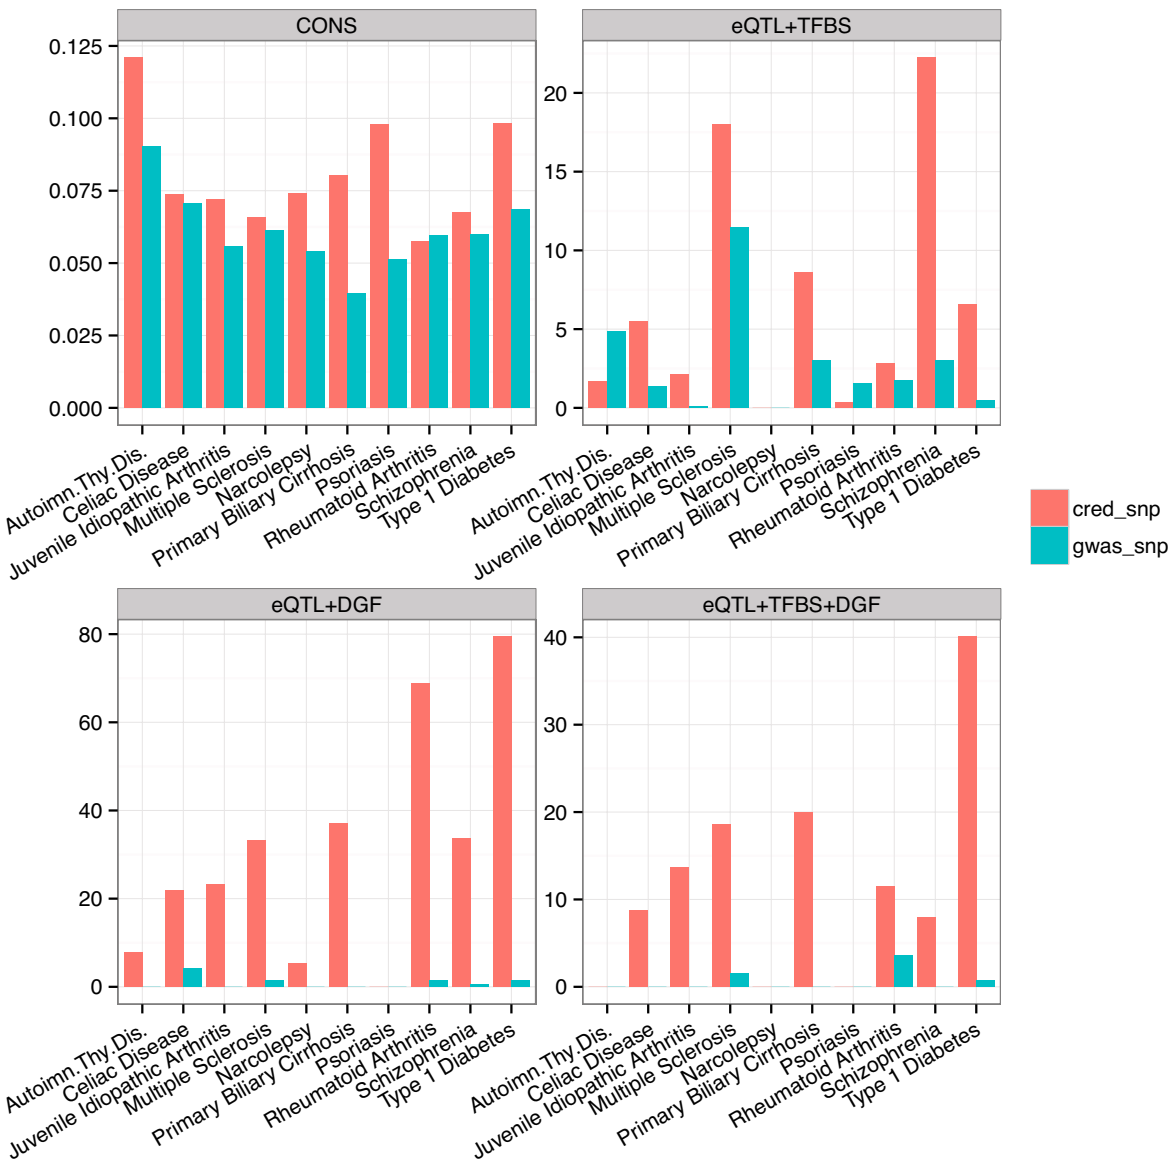 CONS
0.125
0.100
0.075
0.050
0.025
0.000
Autoimn.Thy.Dis.
Celiac Disease
Juvenile Idiopathic Arthritis
Multiple Sclerosis
Narcolepsy
Primary Biliary Cirrhosis
Psoriasis
Rheumatoid Arthritis
Schizophrenia
Type 1 Diabetes
eQTL+TFBS
20
15
10
5
0
Autoimn.Thy.Dis.
Celiac Disease
Juvenile Idiopathic Arthritis
Multiple Sclerosis
Narcolepsy
Primary Biliary Cirrhosis
Psoriasis
Rheumatoid Arthritis
Schizophrenia
Type 1 Diabetes
cred_snp
gwas_snp
eQTL+DGF
80
60
40
20
0
Autoimn.Thy.Dis.
Celiac Disease
Juvenile Idiopathic Arthritis
Multiple Sclerosis
Narcolepsy
Primary Biliary Cirrhosis
Psoriasis
Rheumatoid Arthritis
Schizophrenia
Type 1 Diabetes
eQTL+TFBS+DGF
40
30
20
10
0
Autoimn.Thy.Dis.
Celiac Disease
Juvenile Idiopathic Arthritis
Multiple Sclerosis
Narcolepsy
Primary Biliary Cirrhosis
Psoriasis
Rheumatoid Arthritis
Schizophrenia
Type 1 Diabetes